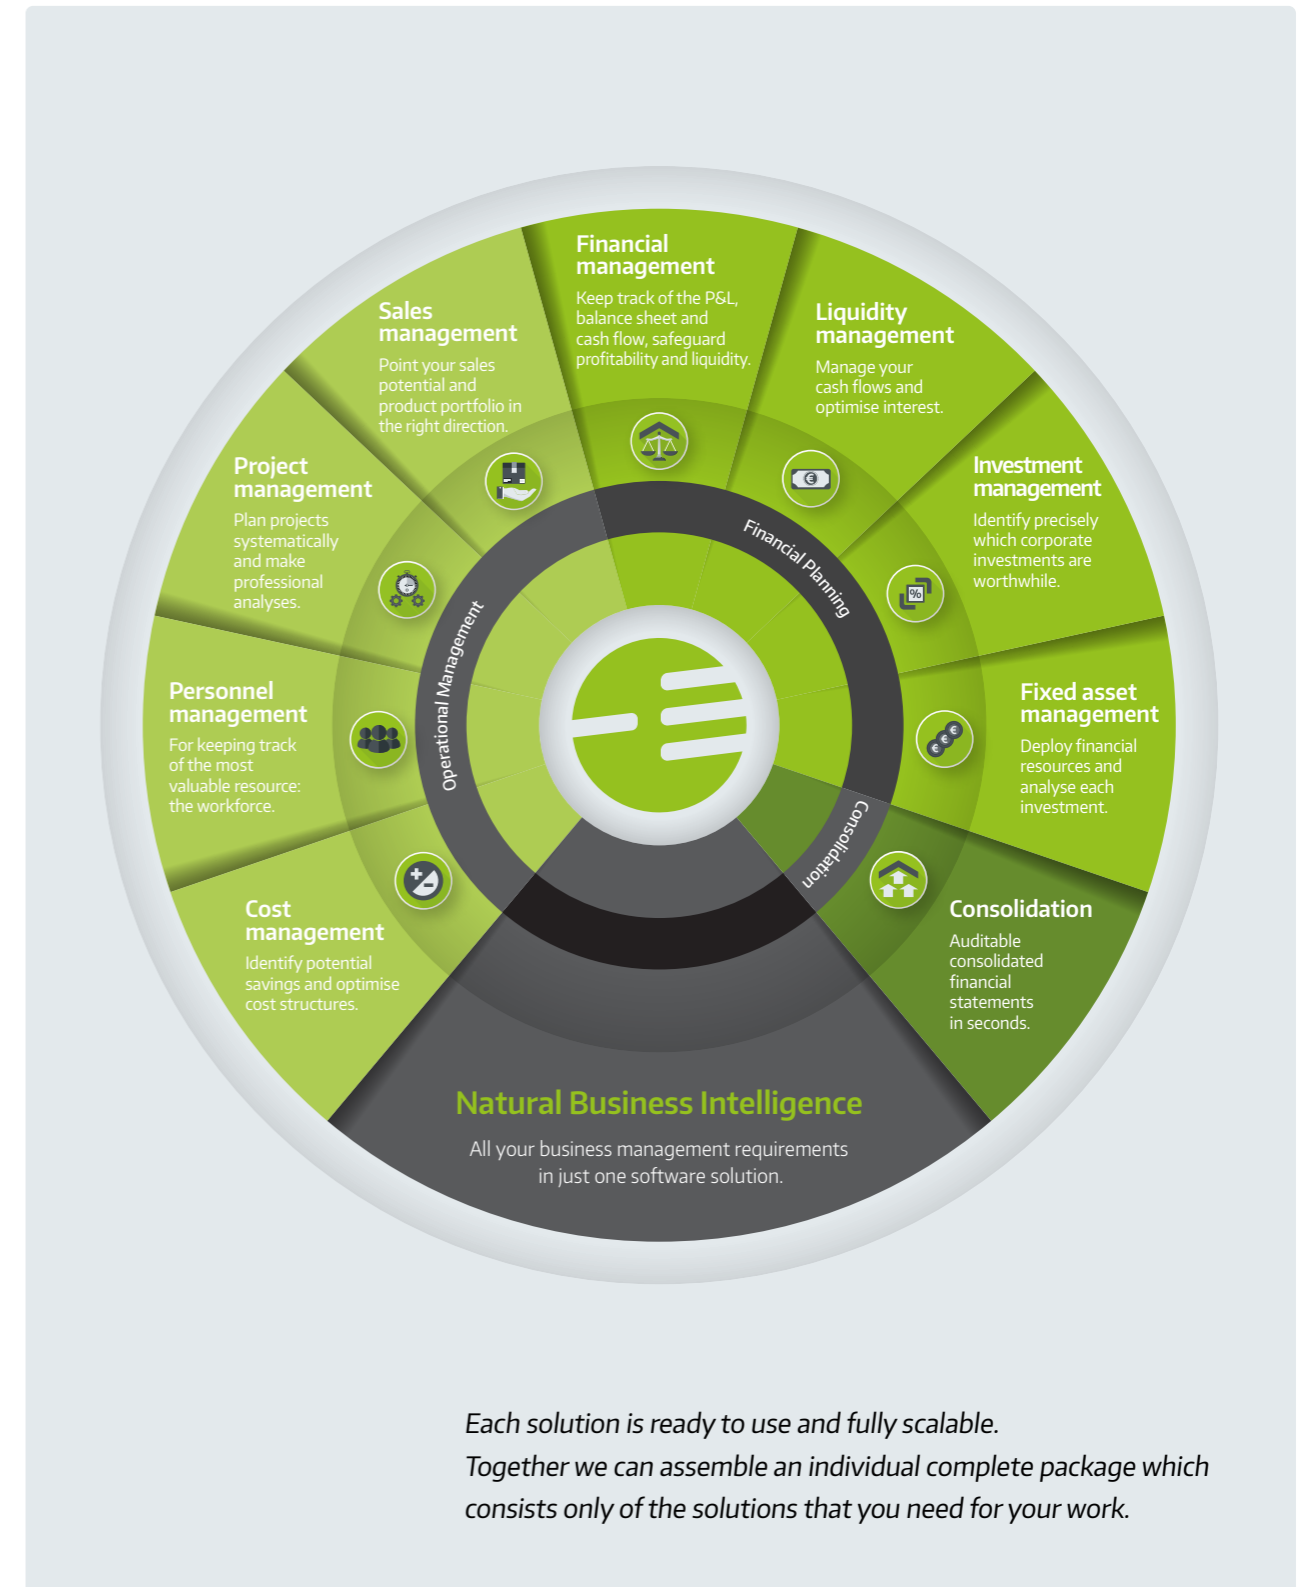 Financial
management
Keep track of the P&L,
balance sheet and
cash flow, safeguard
profitability and liquidity.
Liquidity
management
Manage your
cash flows and
optimise interest.
Investment
management
Identify precisely
which corporate
investments are
worthwhile.
Fixed asset
management
Deploy financial
resources and
analyse each
investment.
Consolidation
Auditable
consolidated
financial
statements
in seconds.
Natural Business Intelligence
All your business management requirements
in just one software solution.
Cost
management
Identify potential
savings and optimise
cost structures.
Personnel
management
For keeping track
of the most
valuable resource:
the workforce.
Project
management
Plan projects
systematically
and make
professional
analyses.
Sales
management
Point your sales
potential and
product portfolio in
the right direction.
€
%
€
€
€
Operational Management
Financial Planning
Consolidation
Each solution is ready to use and fully scalable.
Together we can assemble an individual complete package which
consists only of the solutions that you need for your work.